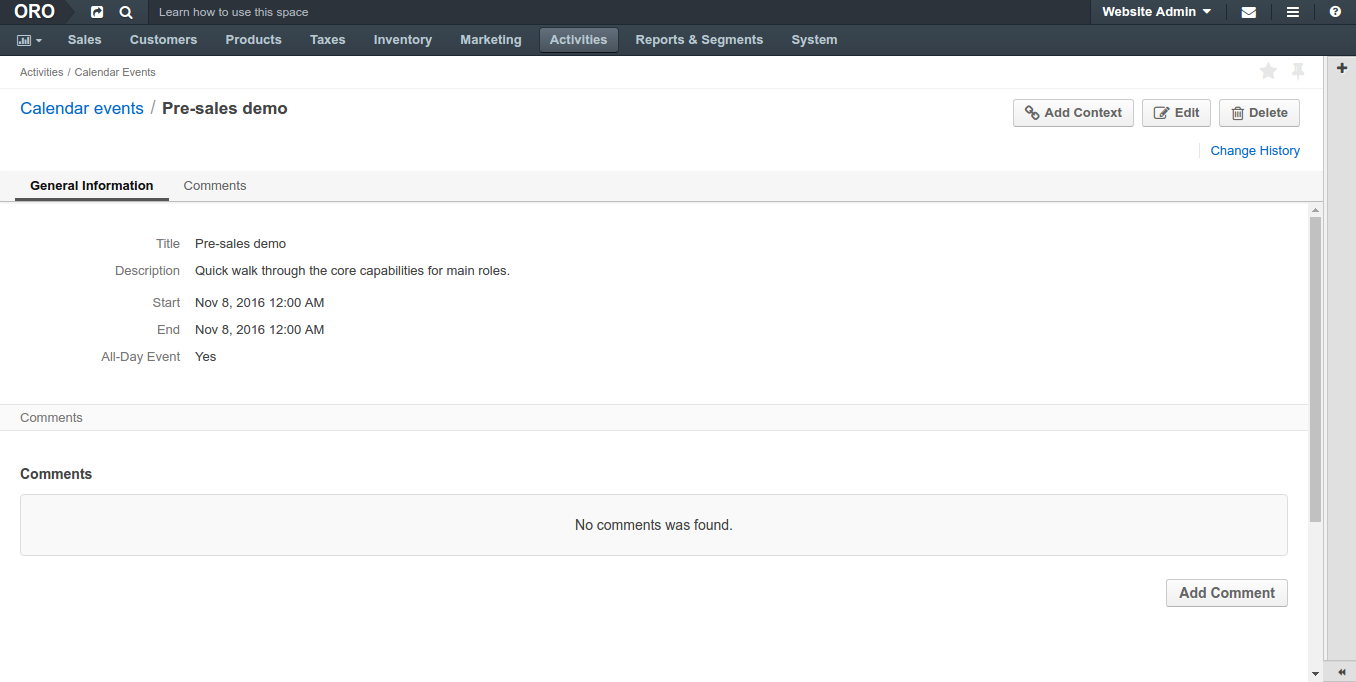 ORO Learn how to use this space Website Admin
Sales Customers Products Taxes Inventory Marketing Activities Reports & Segments System
Activities / Calendar Events
Calendar events / Pre-sales demo Add Context Edit Delete
Change History
General Information Comments
Title Pre-sales demo
Description Quick walk through the core capabilities for main roles.
Start Nov 8, 2016 12:00 AM
End Nov 8, 2016 12:00 AM
All-Day Event Yes
Comments
Comments
No comments was found.
Add Comment